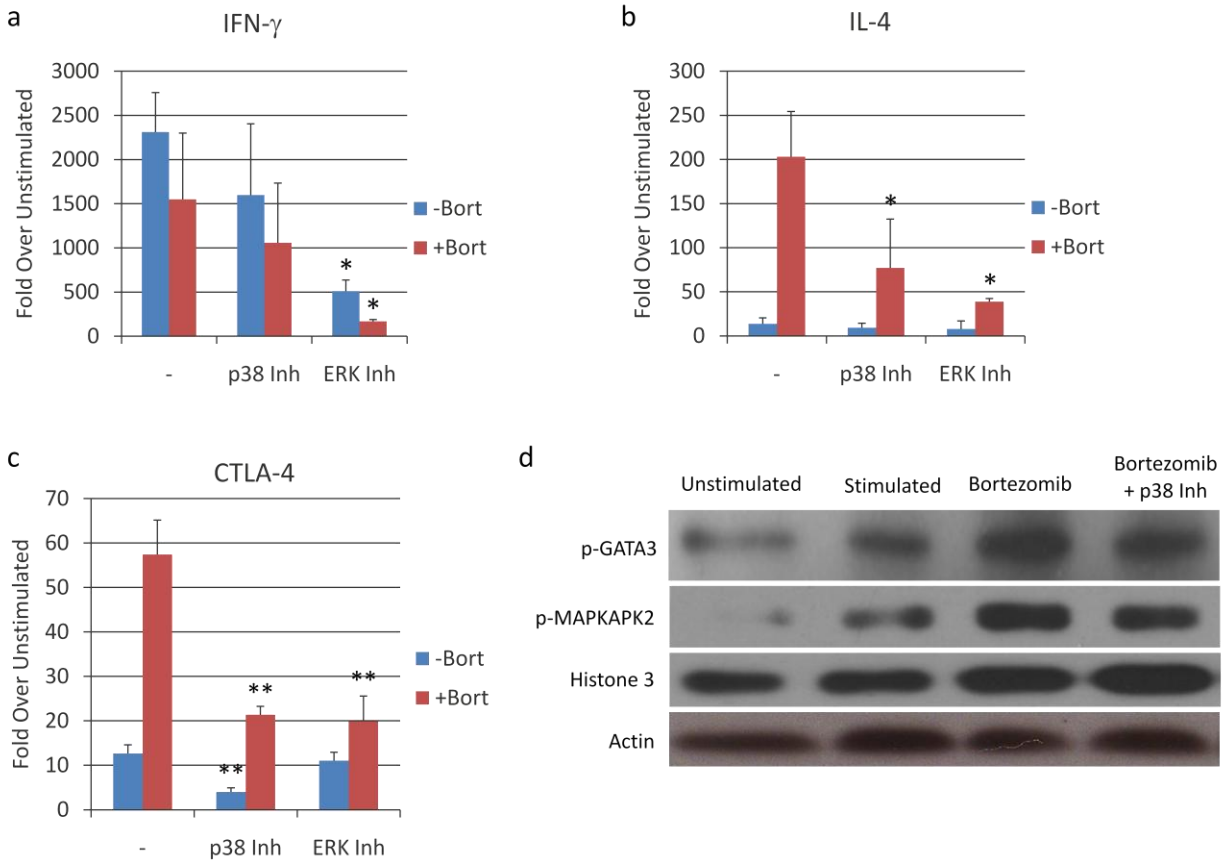 a
IFN-γ
Fold Over Unstimulated
3000
2500
2000
1500
1000
500
0
*
*
-
p38 Inh
ERK Inh
-Bort
+Bort
b
IL-4
Fold Over Unstimulated
300
250
200
150
100
50
0
*
*
-
p38 Inh
ERK Inh
-Bort
+Bort
c
CTLA-4
Fold Over Unstimulated
70
60
50
40
30
20
10
0
**
**
**
-
p38 Inh
ERK Inh
-Bort
+Bort
d
Unstimulated
Stimulated
Bortezomib
Bortezomib
+ p38 Inh
p-GATA3
p-MAPKAPK2
Histone 3
Actin